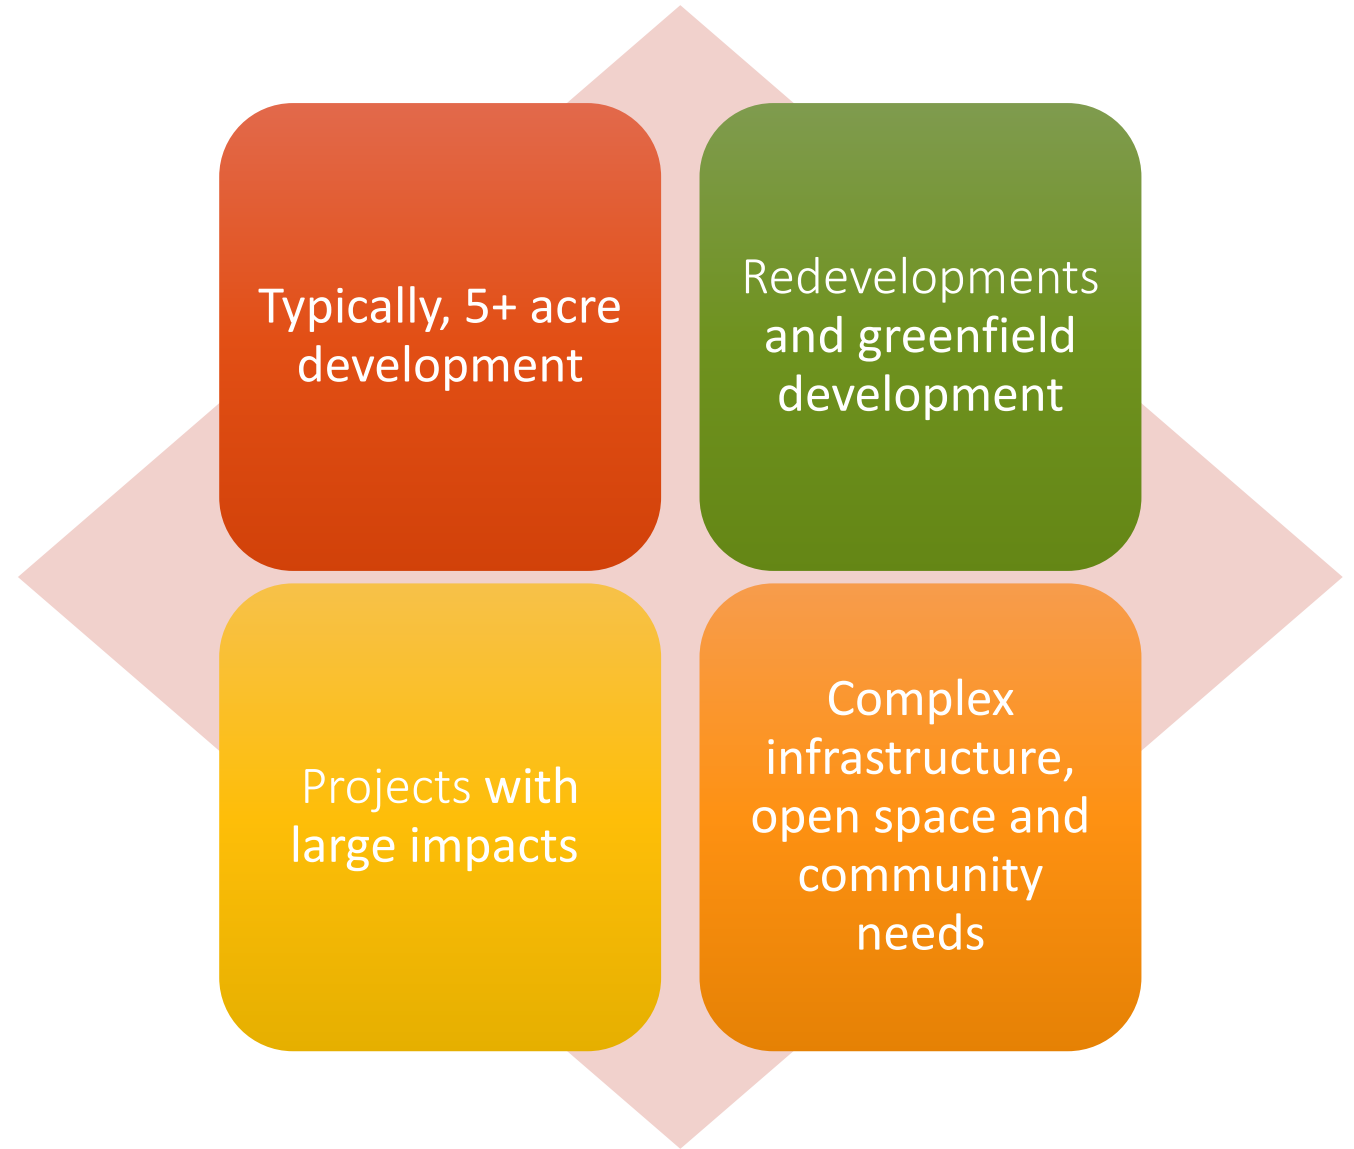 Typically, 5+ acre
development
Redevelopments
and greenfield
development
Projects with
large impacts
Complex
infrastructure,
open space and
community
needs